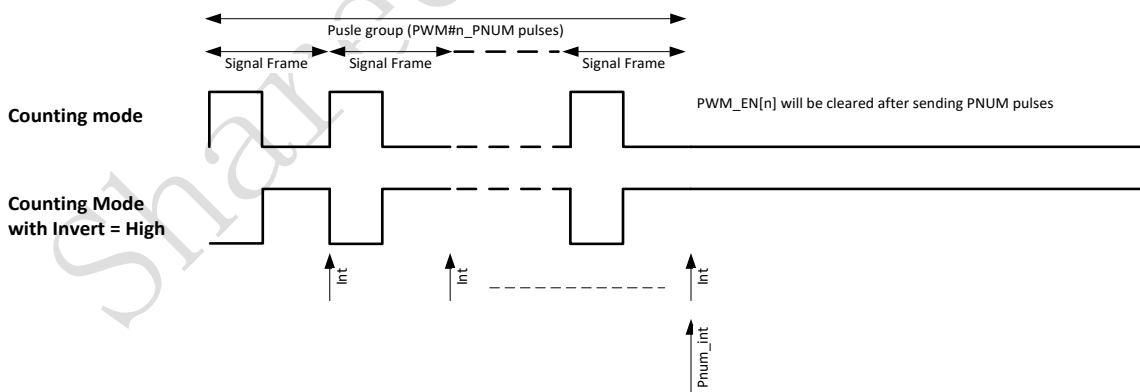 Pusle group (PWM#n_PNUM pulses)
Signal Frame
Signal Frame
Signal Frame
Counting mode
PWM_EN[n] will be cleared after sending PNUM pulses
Counting Mode
with Invert = High
Int
Int
Int
Pnum_int